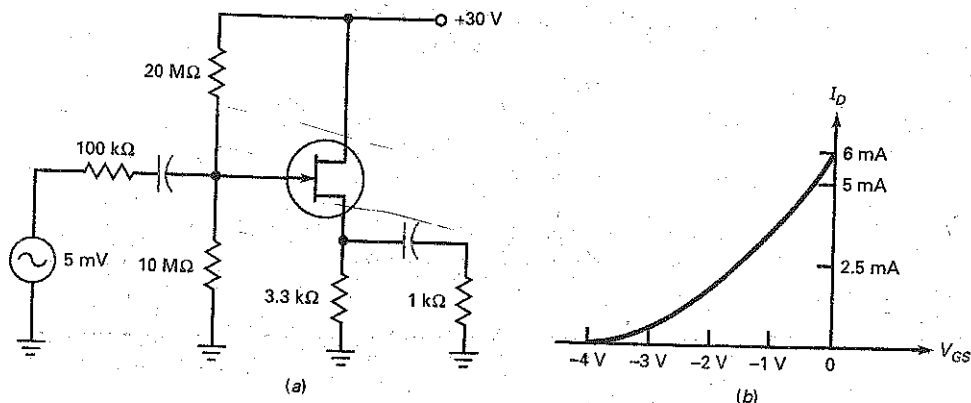 +30 V
20 MΩ
100 kΩ
5 mV
10 MΩ
3.3 kΩ
1 kΩ
(a)
I_D
6 mA
5 mA
2.5 mA
−4 V −3 V −2 V −1 V 0
V_GS
(b)